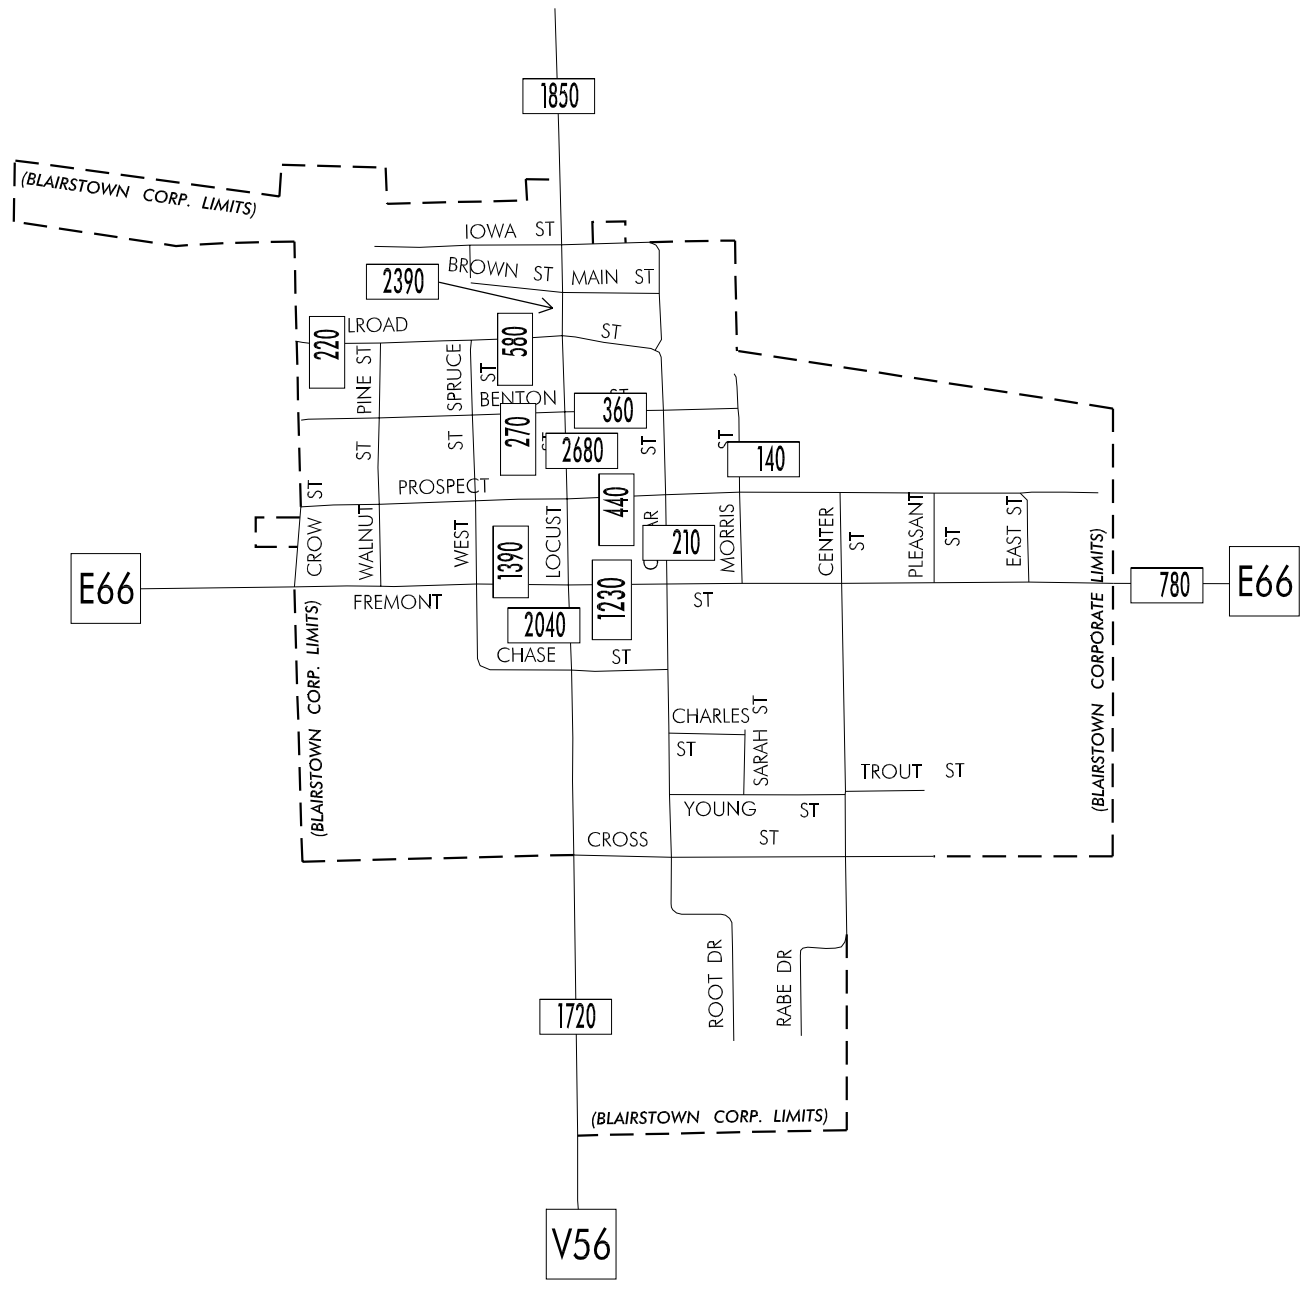 1850
(BLAIRSTOWN CORP. LIMITS)
IOWA ST
BROWN ST
MAIN ST
2390
LROAD
ST
220
580
PINE ST
SPRUCE
ST
BENTON
ST
360
270
2680
ST
ST
ST
ST
140
PROSPECT
440
CROW ST
WALNUT
WEST
LOCUST
210
MORRIS
CENTER
ST
PLEASANT
ST
EAST ST
1390
1230
E66
780
E66
FREMONT
ST
2040
CHASE ST
(BLAIRSTOWN CORP. LIMITS)
(BLAIRSTOWN CORPORATE LIMITS)
CHARLES
ST
SARAH ST
TROUT ST
YOUNG ST
CROSS ST
ROOT DR
RABE DR
1720
(BLAIRSTOWN CORP. LIMITS)
V56